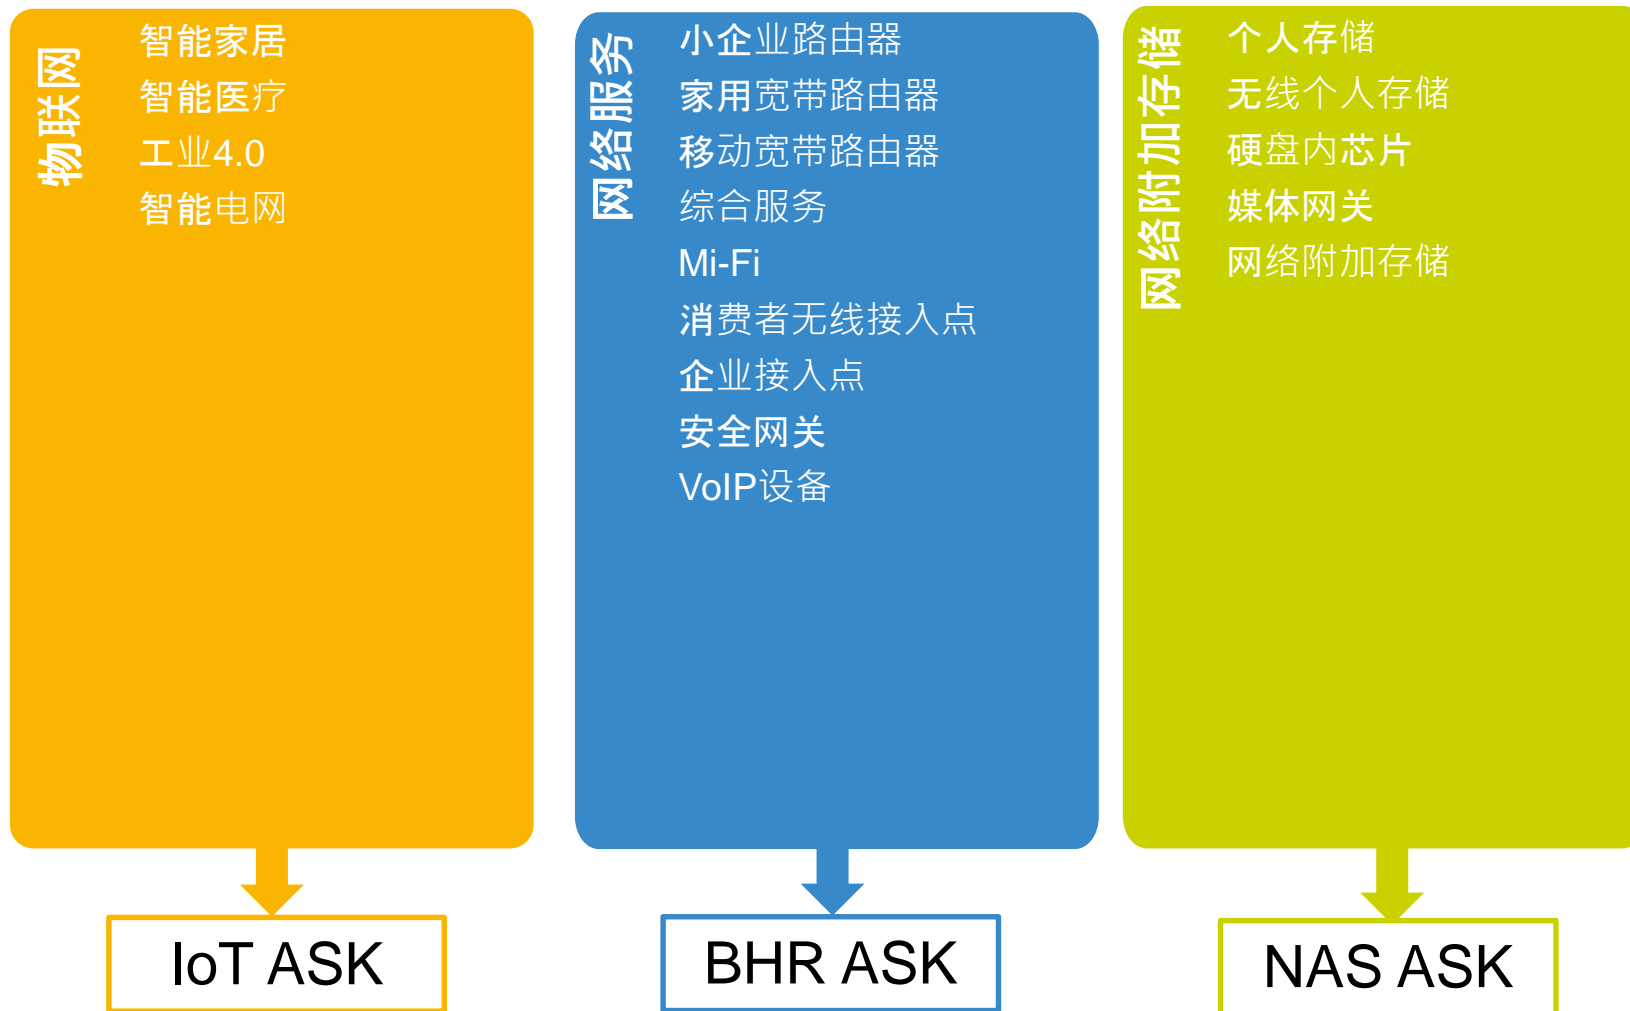 物联网
智能家居
智能医疗
工业4.0
智能电网
IoT ASK
网络服务
小企业路由器
家用宽带路由器
移动宽带路由器
综合服务
Mi-Fi
消费者无线接入点
企业接入点
安全网关
VoIP设备
BHR ASK
网络附加存储
个人存储
无线个人存储
硬盘内芯片
媒体网关
网络附加存储
NAS ASK